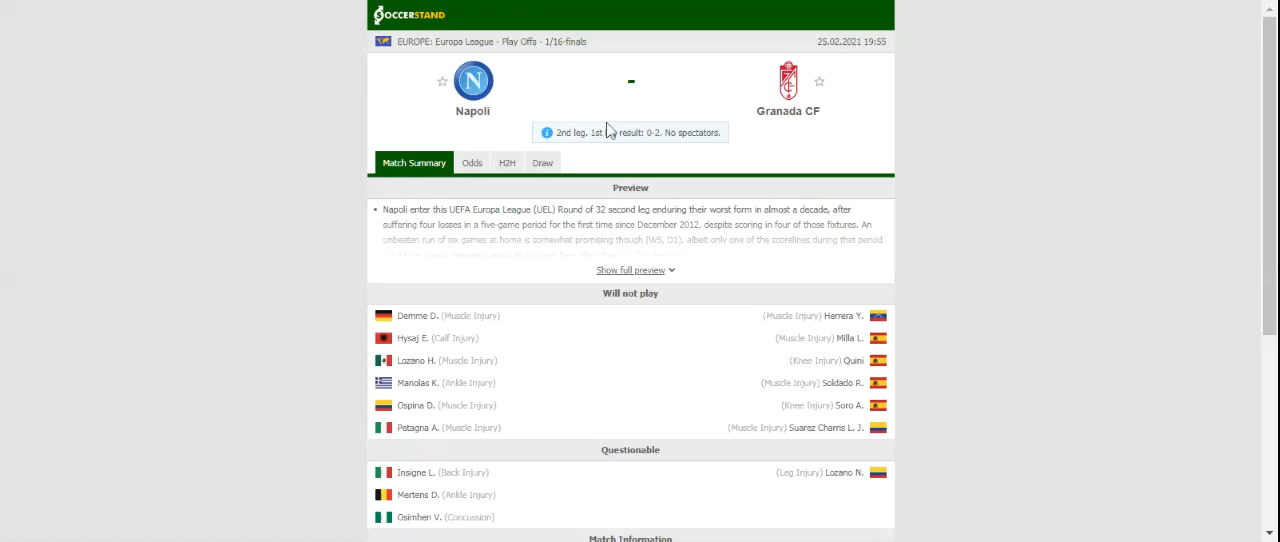 SOCCERSTAND
EUROPE: Europa League - Play Offs - 1/16-finals 25.02.2021 19:55
N
-
Napoli Granada CF
2nd leg. 1st result: 0-2. No spectators.
Match Summary Odds H2H Draw
Preview
• Napoli enter this UEFA Europa League (UEL) Round of 32 second leg enduring their worst form in almost a decade, after
suffering four losses in a five-game period for the first time since December 2012, despite scoring in four of those fixtures. An
unbeaten run of six games at home is somewhat promising though (W5, D1), albeit only one of the scorelines during that period
Show full preview
Will not play
Demme D. (Muscle Injury) (Muscle Injury) Herrera Y.
Hysaj E. (Calf Injury) (Muscle Injury) Milla L.
Lozano H. (Muscle Injury) (Knee Injury) Quini
Manolas K. (Ankle Injury) (Muscle Injury) Soldado R.
Ospina D. (Muscle Injury) (Knee Injury) Soro A.
Petagna A. (Muscle Injury) (Muscle Injury) Suarez Charris L. J.
Questionable
Insigne L. (Back Injury) (Leg Injury) Lozano N.
Mertens D. (Ankle Injury)
Osimhen V. (Concussion)
Match Information